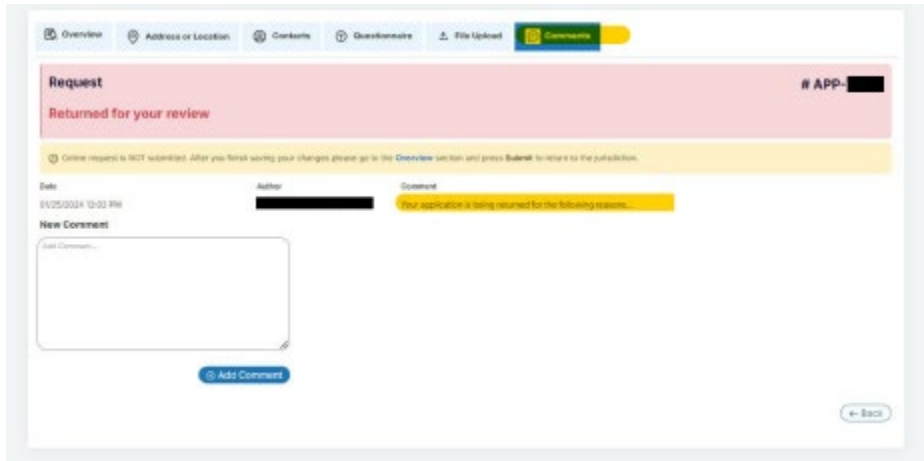 Overview
Address or Location
Contacts
Questionnaire
File Upload
Comments
Request
# APP-
Returned for your review
Online request is NOT submitted. After you finish saving your changes please go to the Overview section and press Submit to return to the jurisdiction.
Date
Author
Comment
01/25/2024 12:03 PM
Your application is being returned for the following reasons...
New Comment
Add Comment...
Add Comment
Back